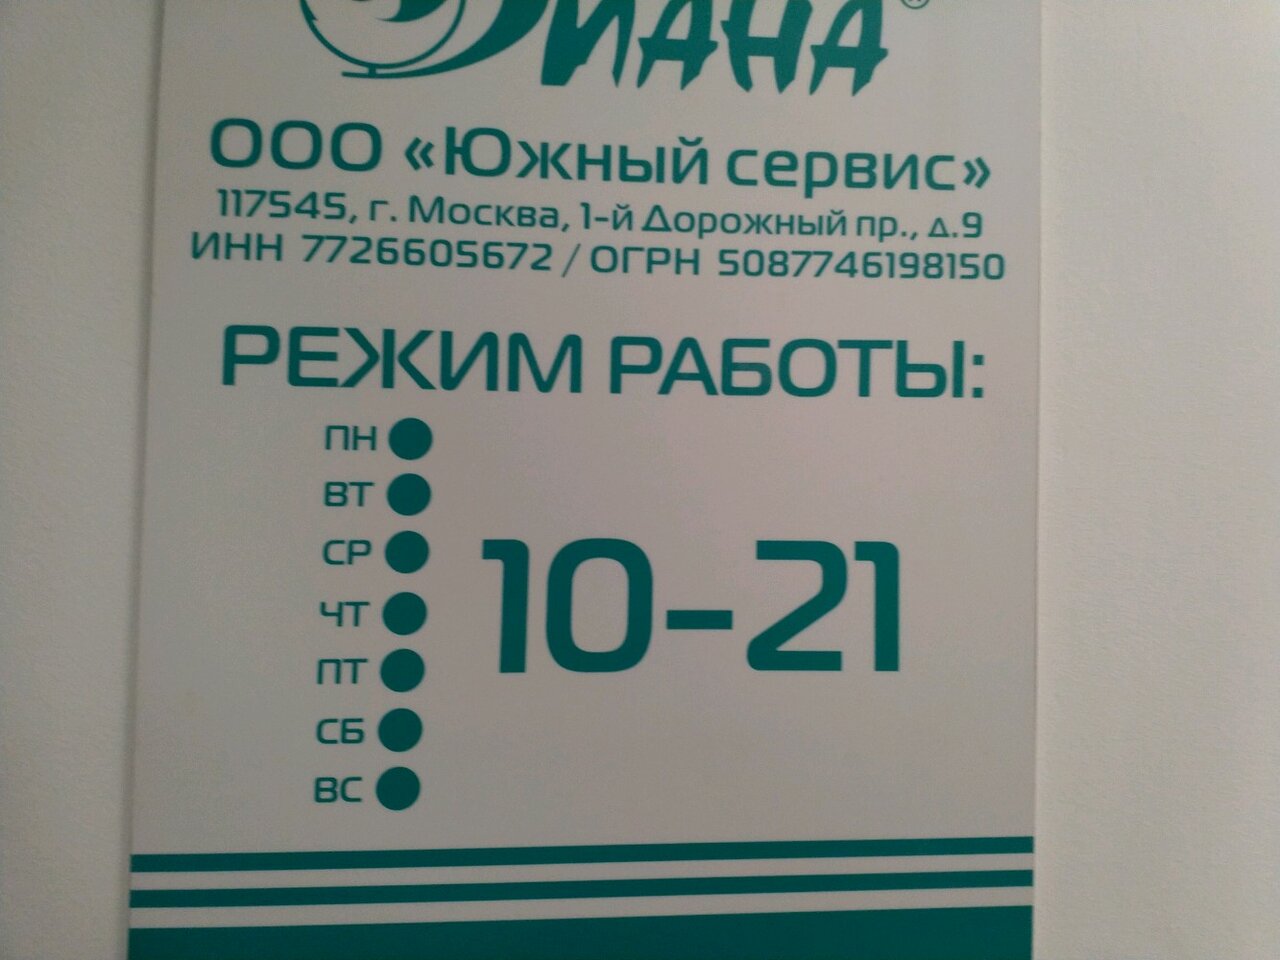 Диана®
ООО «Южный сервис»
117545, г. Москва, 1-й Дорожный пр., д.9
ИНН 7726605672 / ОГРН 5087746198150
РЕЖИМ РАБОТЫ:
ПН
ВТ
СР
ЧТ
ПТ
СБ
ВС
10-21